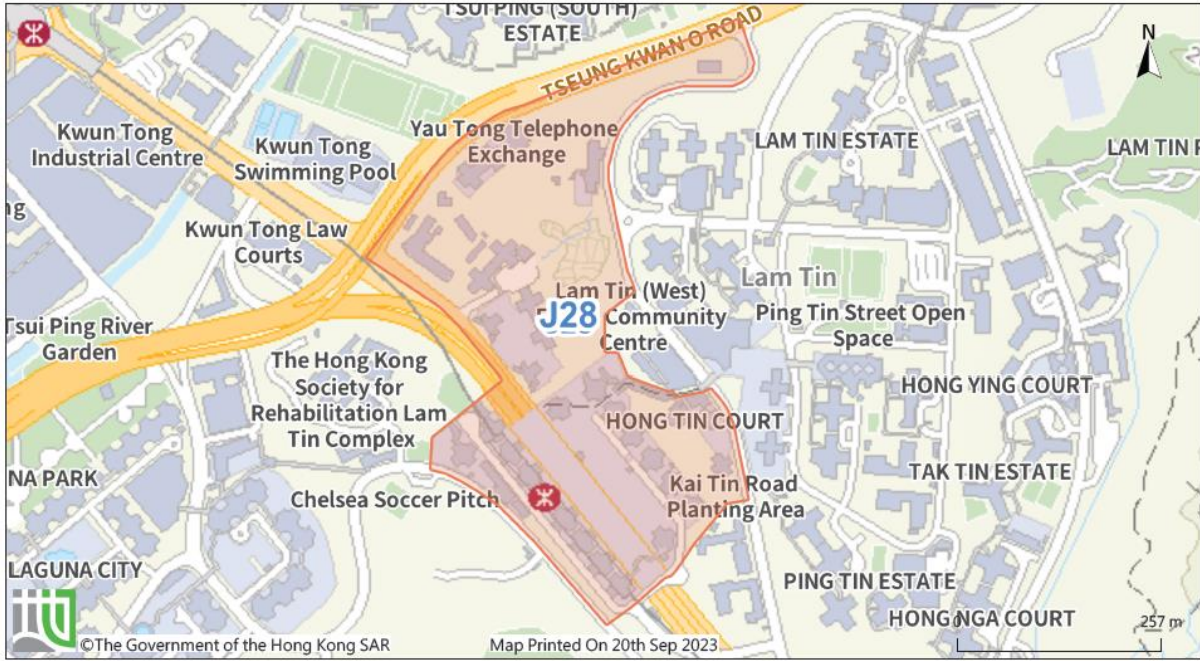 TSUI PING (SOUTH)
ESTATE
TSEUNG KWAN O ROAD
N
Kwun Tong
Industrial Centre
Kwun Tong
Swimming Pool
Yau Tong Telephone
Exchange
LAM TIN ESTATE
LAM TIN
Kwun Tong Law
Courts
Lam Tin
Lam Tin (West)
Community
Centre
J28
Ping Tin Street Open
Space
Tsui Ping River
Garden
The Hong Kong
Society for
Rehabilitation Lam
Tin Complex
HONG YING COURT
HONG TIN COURT
NA PARK
Chelsea Soccer Pitch
Kai Tin Road
Planting Area
TAK TIN ESTATE
LAGUNA CITY
PING TIN ESTATE
HONG NGA COURT
257 m
©The Government of the Hong Kong SAR
Map Printed On 20th Sep 2023